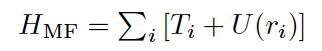 H_MF = ∑_i [T_i + U(r_i)]